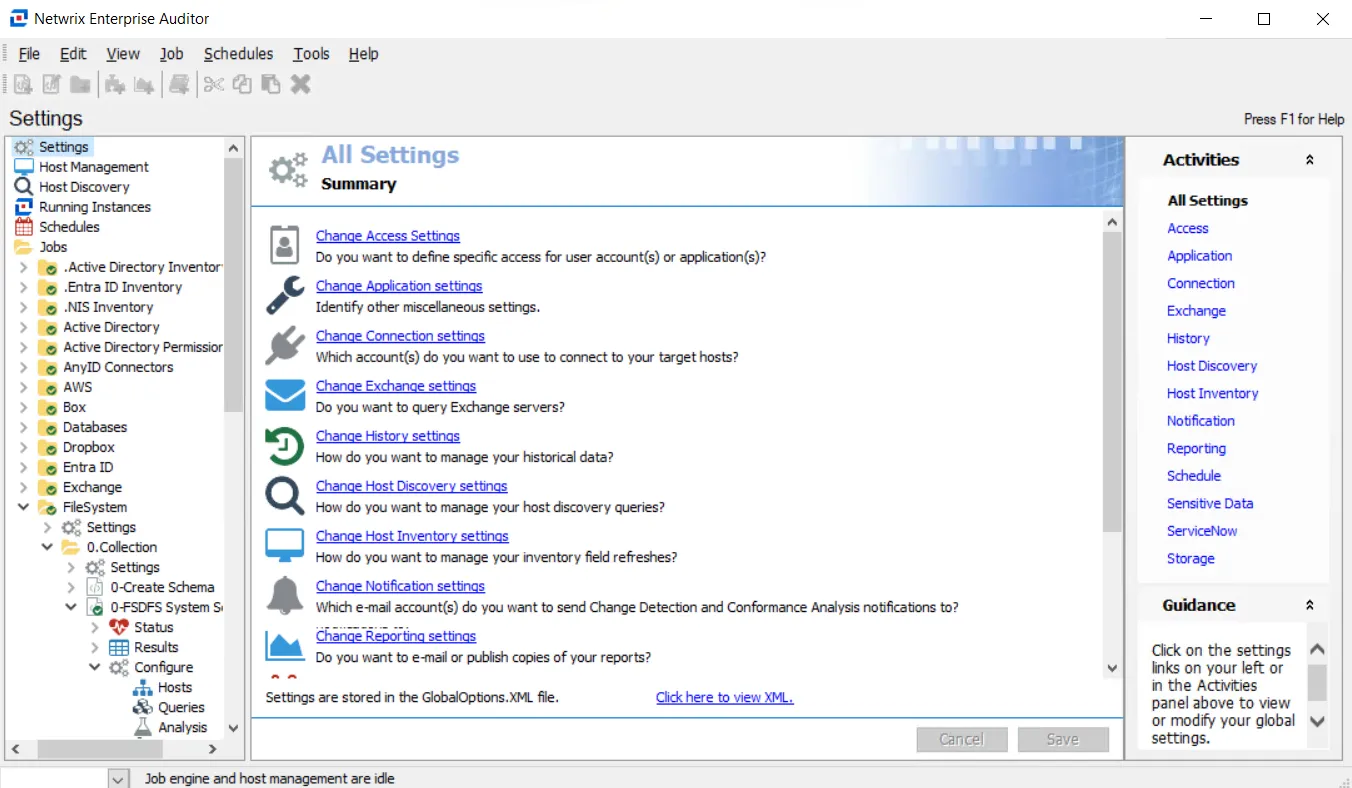 Netwrix Enterprise Auditor
File Edit View Job Schedules Tools Help
Settings
Press F1 for Help
Settings
Host Management
Host Discovery
Running Instances
Schedules
Jobs
.Active Directory Inventor
.Entra ID Inventory
.NIS Inventory
Active Directory
Active Directory Permission
AnyID Connectors
AWS
Box
Databases
Dropbox
Entra ID
Exchange
FileSystem
Settings
0.Collection
Settings
0-Create Schema
0-FSDFS System S
Status
Results
Configure
Hosts
Queries
Analysis
All Settings
Summary
Change Access Settings
Do you want to define specific access for user account(s) or application(s)?
Change Application settings
Identify other miscellaneous settings.
Change Connection settings
Which account(s) do you want to use to connect to your target hosts?
Change Exchange settings
Do you want to query Exchange servers?
Change History settings
How do you want to manage your historical data?
Change Host Discovery settings
How do you want to manage your host discovery queries?
Change Host Inventory settings
How do you want to manage your inventory field refreshes?
Change Notification settings
Which e-mail account(s) do you want to send Change Detection and Conformance Analysis notifications to?
Change Reporting settings
Do you want to e-mail or publish copies of your reports?
Settings are stored in the GlobalOptions.XML file.
Click here to view XML.
Cancel Save
Activities
All Settings
Access
Application
Connection
Exchange
History
Host Discovery
Host Inventory
Notification
Reporting
Schedule
Sensitive Data
ServiceNow
Storage
Guidance
Click on the settings
links on your left or
in the Activities
panel above to view
or modify your global
settings.
Job engine and host management are idle